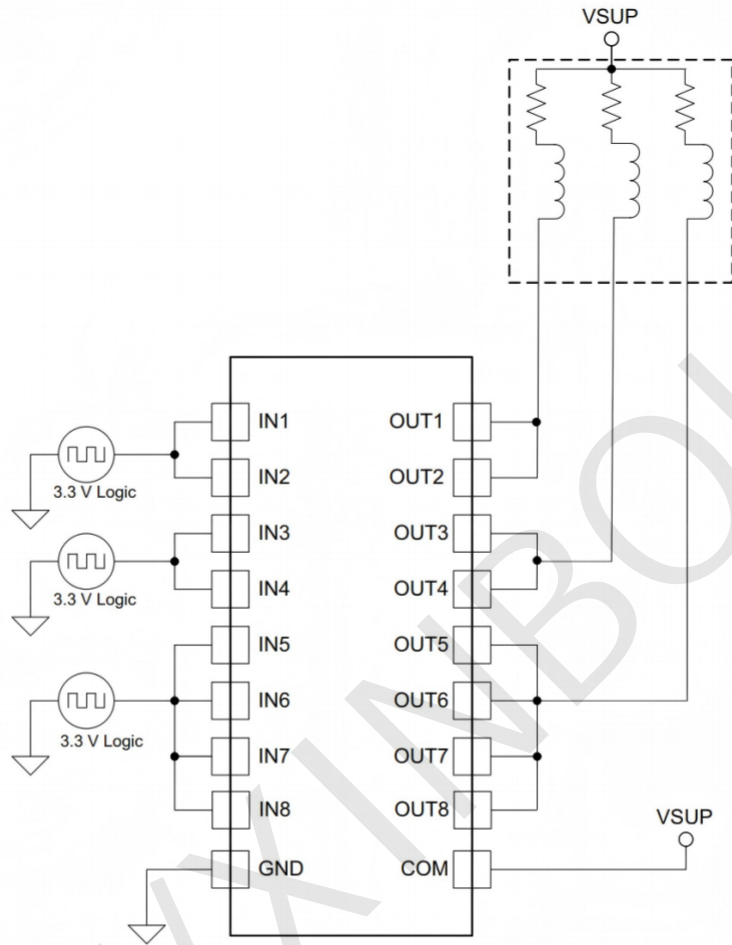 VSUP
IN1
OUT1
3.3 V Logic
IN2
OUT2
IN3
OUT3
3.3 V Logic
IN4
OUT4
IN5
OUT5
IN6
OUT6
3.3 V Logic
IN7
OUT7
IN8
OUT8
VSUP
GND
COM